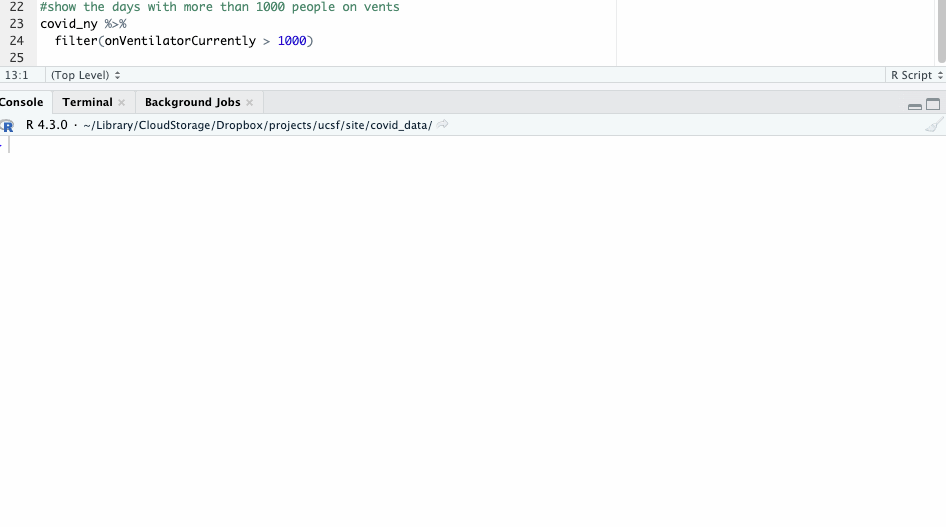 22 #show the days with more than 1000 people on vents
23 covid_ny %>%
24 filter(onVentilatorCurrently > 1000)
25
13:1 (Top Level) R Script
Console Terminal × Background Jobs ×
R R 4.3.0 · ~/Library/CloudStorage/Dropbox/projects/ucsf/site/covid_data/